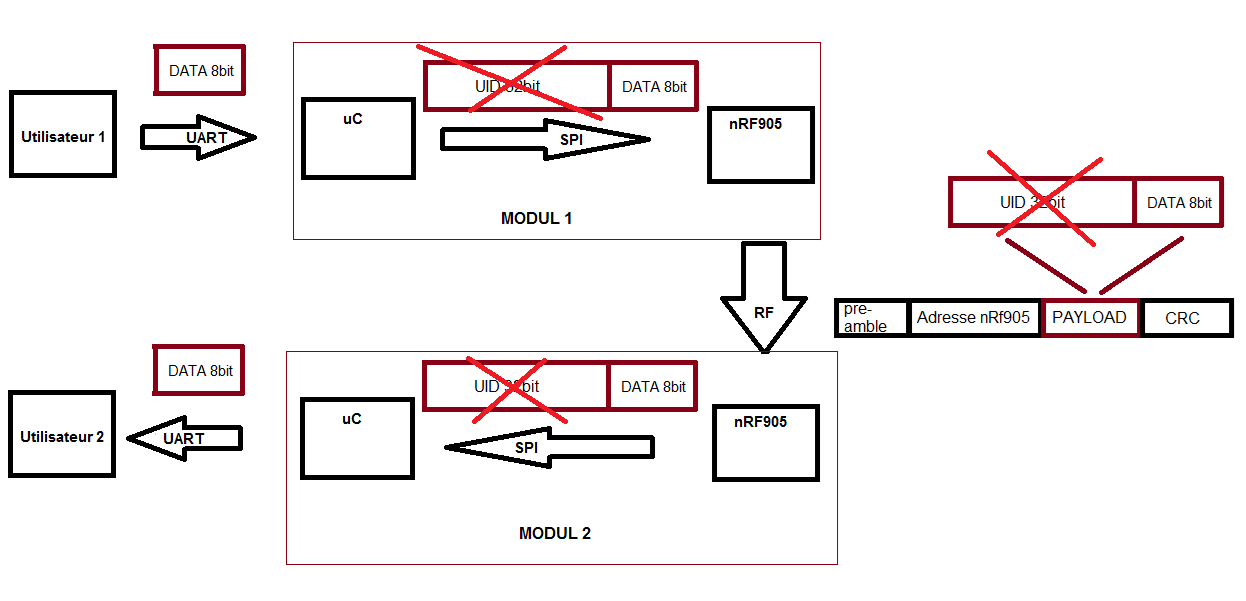 DATA 8bit
Utilisateur 1
UART
uC
UID 32bit
DATA 8bit
SPI
nRF905
MODUL 1
UID 32bit
DATA 8bit
RF
pre-
amble
Adresse nRf905
PAYLOAD
CRC
DATA 8bit
Utilisateur 2
UART
uC
UID 32bit
DATA 8bit
SPI
nRF905
MODUL 2